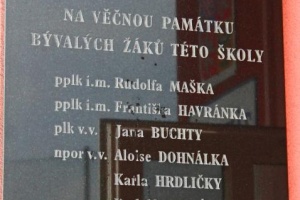 NA VĚČNOU PAMÁTKU
BÝVALÝCH ŽÁKŮ TÉTO ŠKOLY
pplk i.m. Rudolfa MAŠKA
pplk i.m. Františka HAVRÁNKA
plk v.v. Jana BUCHTY
npor v.v. Aloise DOHNÁLKA
Karla HRDLIČKY